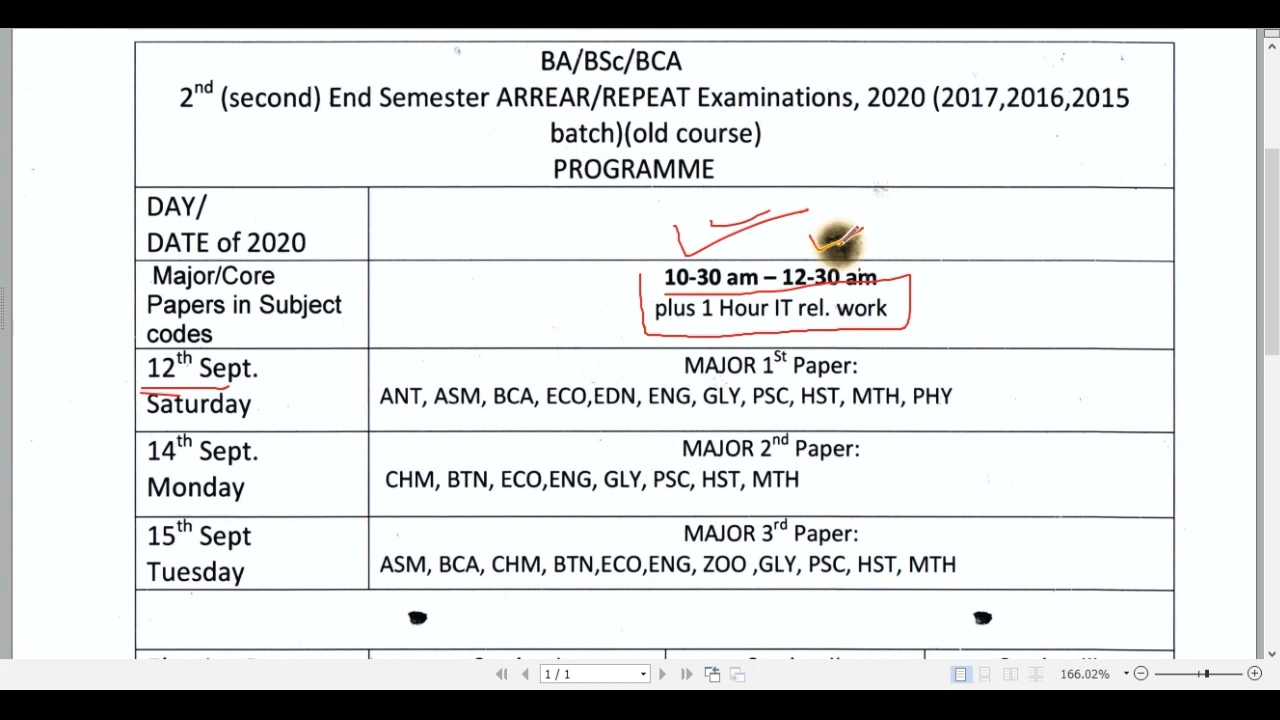 BA/BSc/BCA
2nd (second) End Semester ARREAR/REPEAT Examinations, 2020 (2017,2016,2015
batch)(old course)
PROGRAMME
DAY/
DATE of 2020
Major/Core
Papers in Subject
codes
10-30 am – 12-30 am
plus 1 Hour IT rel. work
12th Sept.
Saturday
MAJOR 1St Paper:
ANT, ASM, BCA, ECO,EDN, ENG, GLY, PSC, HST, MTH, PHY
14th Sept.
Monday
MAJOR 2nd Paper:
CHM, BTN, ECO,ENG, GLY, PSC, HST, MTH
15th Sept
Tuesday
MAJOR 3rd Paper:
ASM, BCA, CHM, BTN,ECO,ENG, ZOO ,GLY, PSC, HST, MTH
1 / 1
166.02%